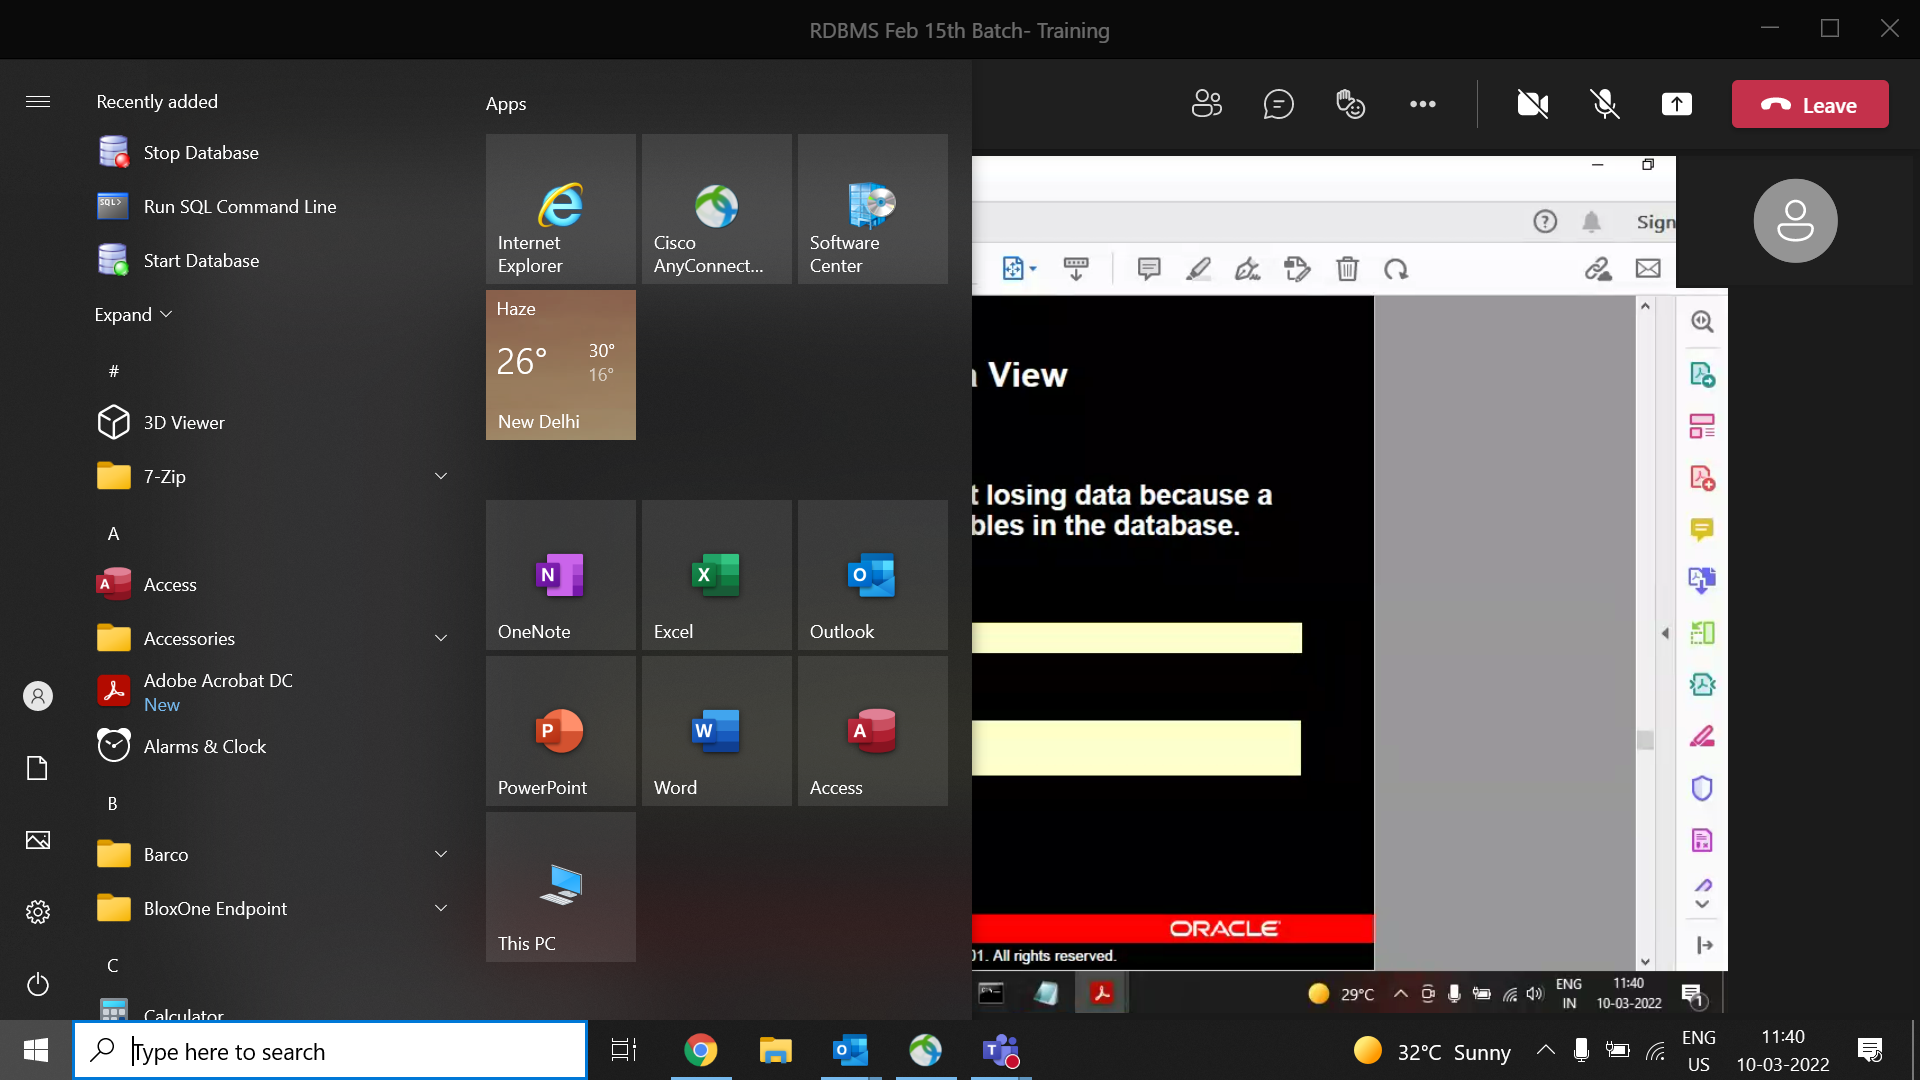 RDBMS Feb 15th Batch- Training
Recently added
Stop Database
Run SQL Command Line
Start Database
Expand
#
3D Viewer
7-Zip
A
Access
Accessories
Adobe Acrobat DC
New
Alarms & Clock
B
Barco
BloxOne Endpoint
C
Calculator
Apps
Internet
Explorer
Cisco
AnyConnect...
Software
Center
Haze
26°
30°
16°
New Delhi
OneNote
Excel
Outlook
PowerPoint
Word
Access
This PC
Leave
Sign
View
losing data because a
in the database.
ORACLE
All rights reserved.
29°C
ENG
IN
11:40
10-03-2022
1
Type here to search
32°C Sunny
ENG
US
11:40
10-03-2022